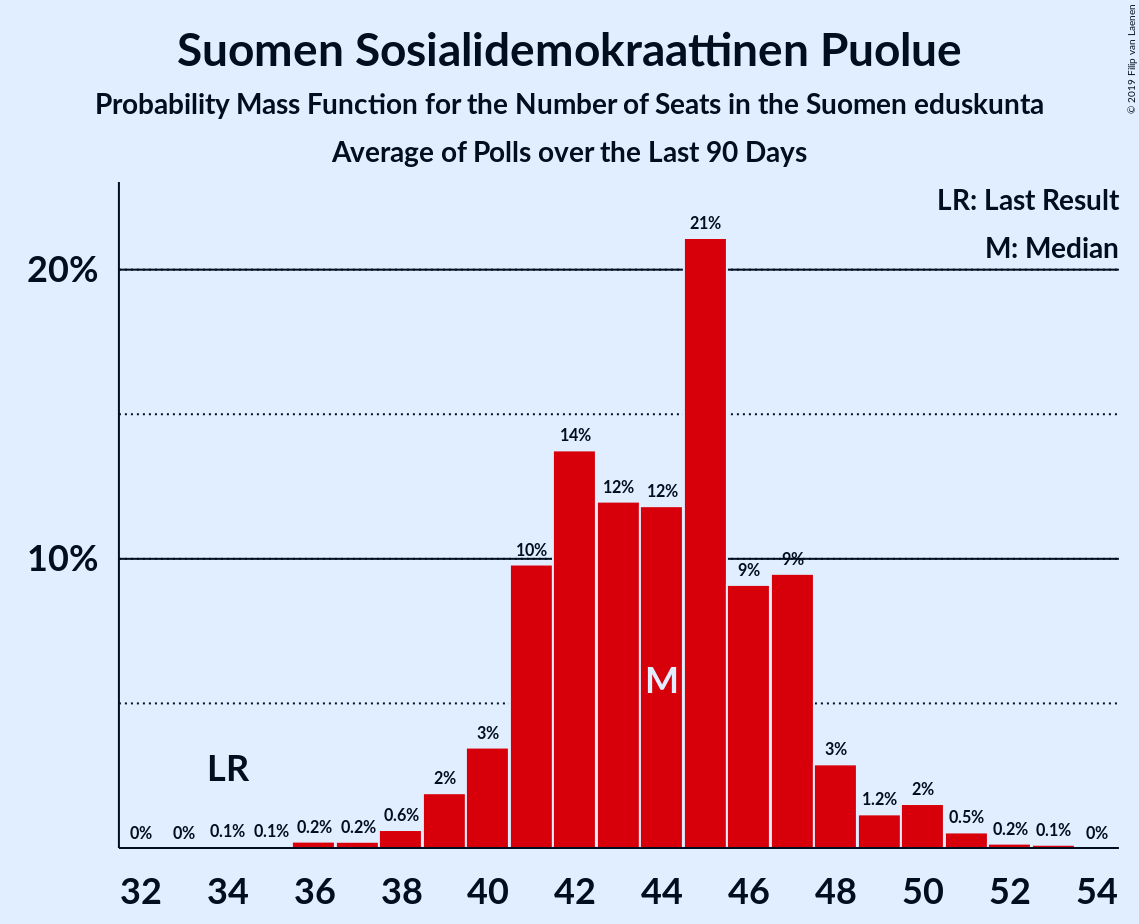 Suomen Sosialidemokraattinen Puolue
Probability Mass Function for the Number of Seats in the Suomen eduskunta
Average of Polls over the Last 90 Days
© 2019 Filip van Laenen
LR: Last Result
M: Median
20%
10%
21%
14%
12%
12%
10%
9%
9%
M
3%
3%
2%
2%
1.2%
LR
0%
0%
0.1%
0.1%
0.2%
0.2%
0.6%
0.5%
0.2%
0.1%
0%
32 34 36 38 40 42 44 46 48 50 52 54